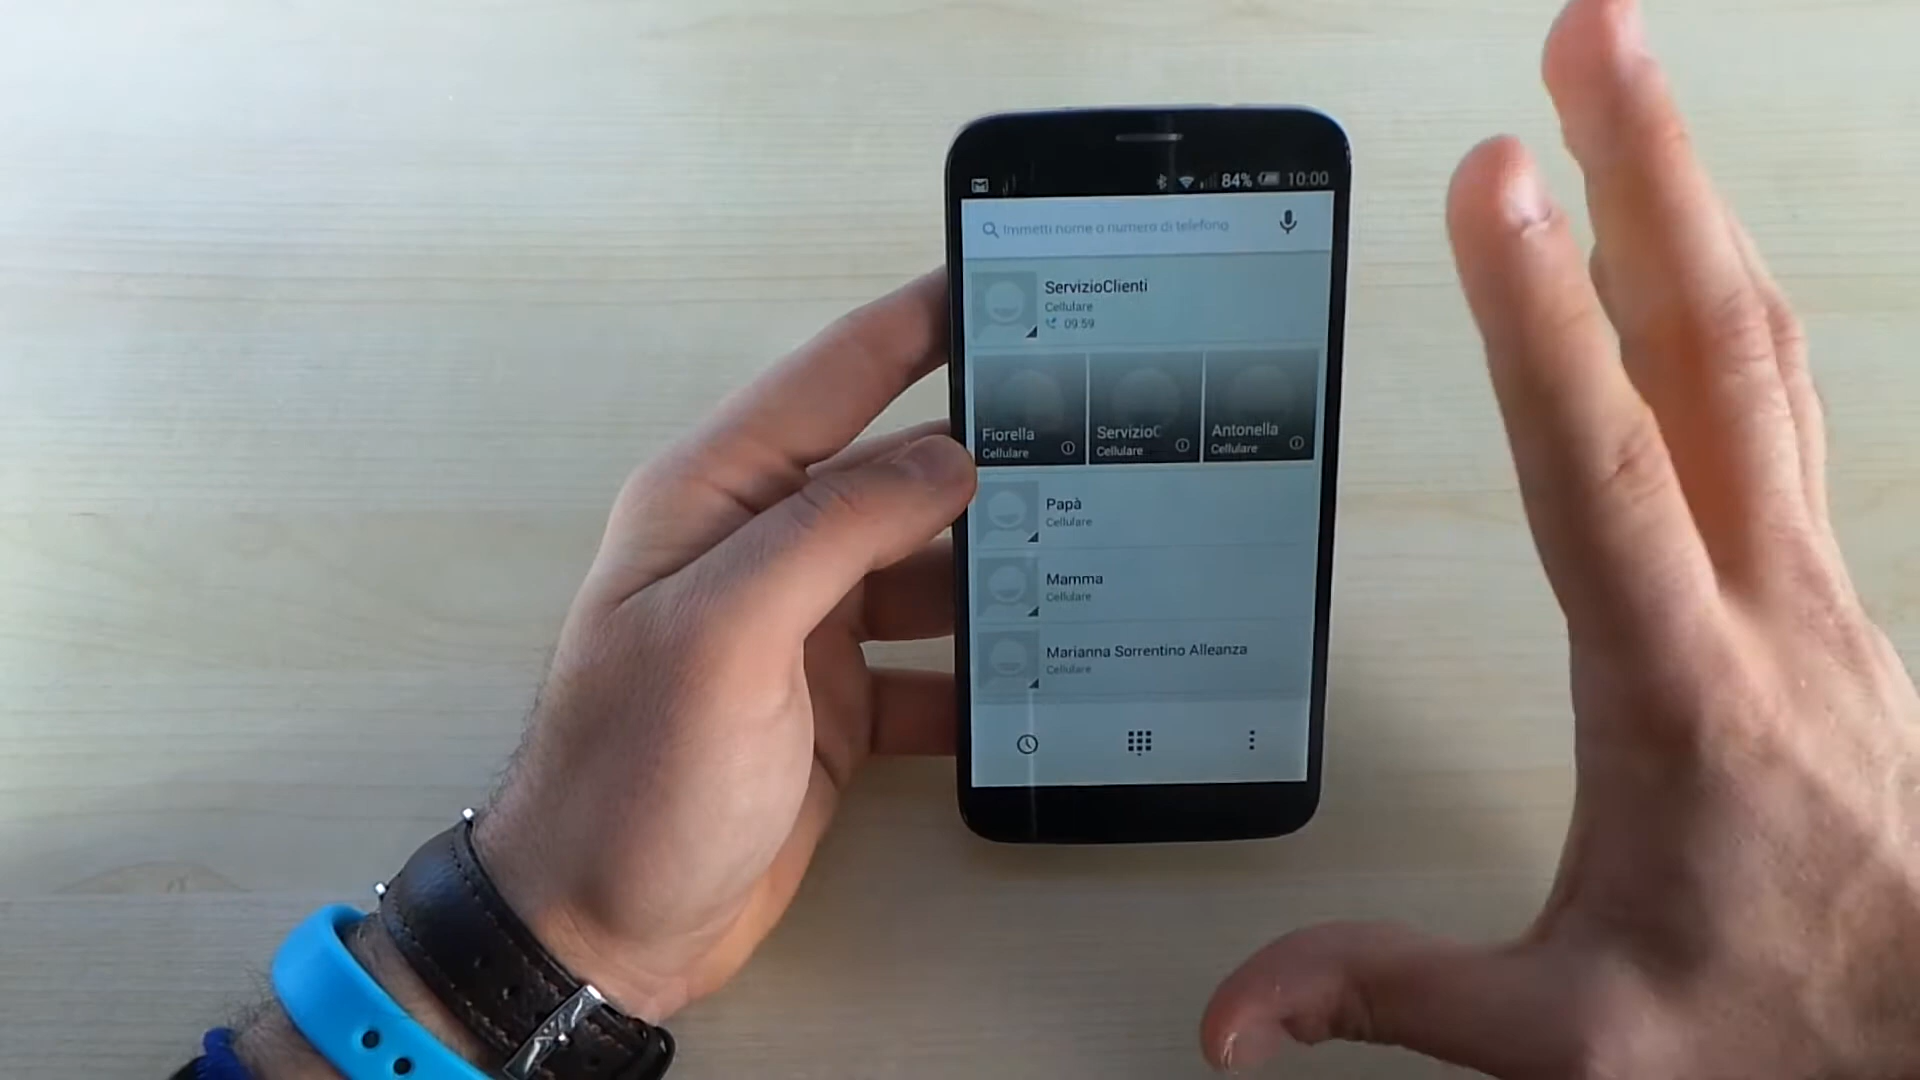 84% 10:00
Immetti nome o numero di telefono
ServizioClienti
Cellulare
09:59
Fiorella
Cellulare
ServizioC
Cellulare
Antonella
Cellulare
Papà
Cellulare
Mamma
Cellulare
Marianna Sorrentino Alleanza
Cellulare